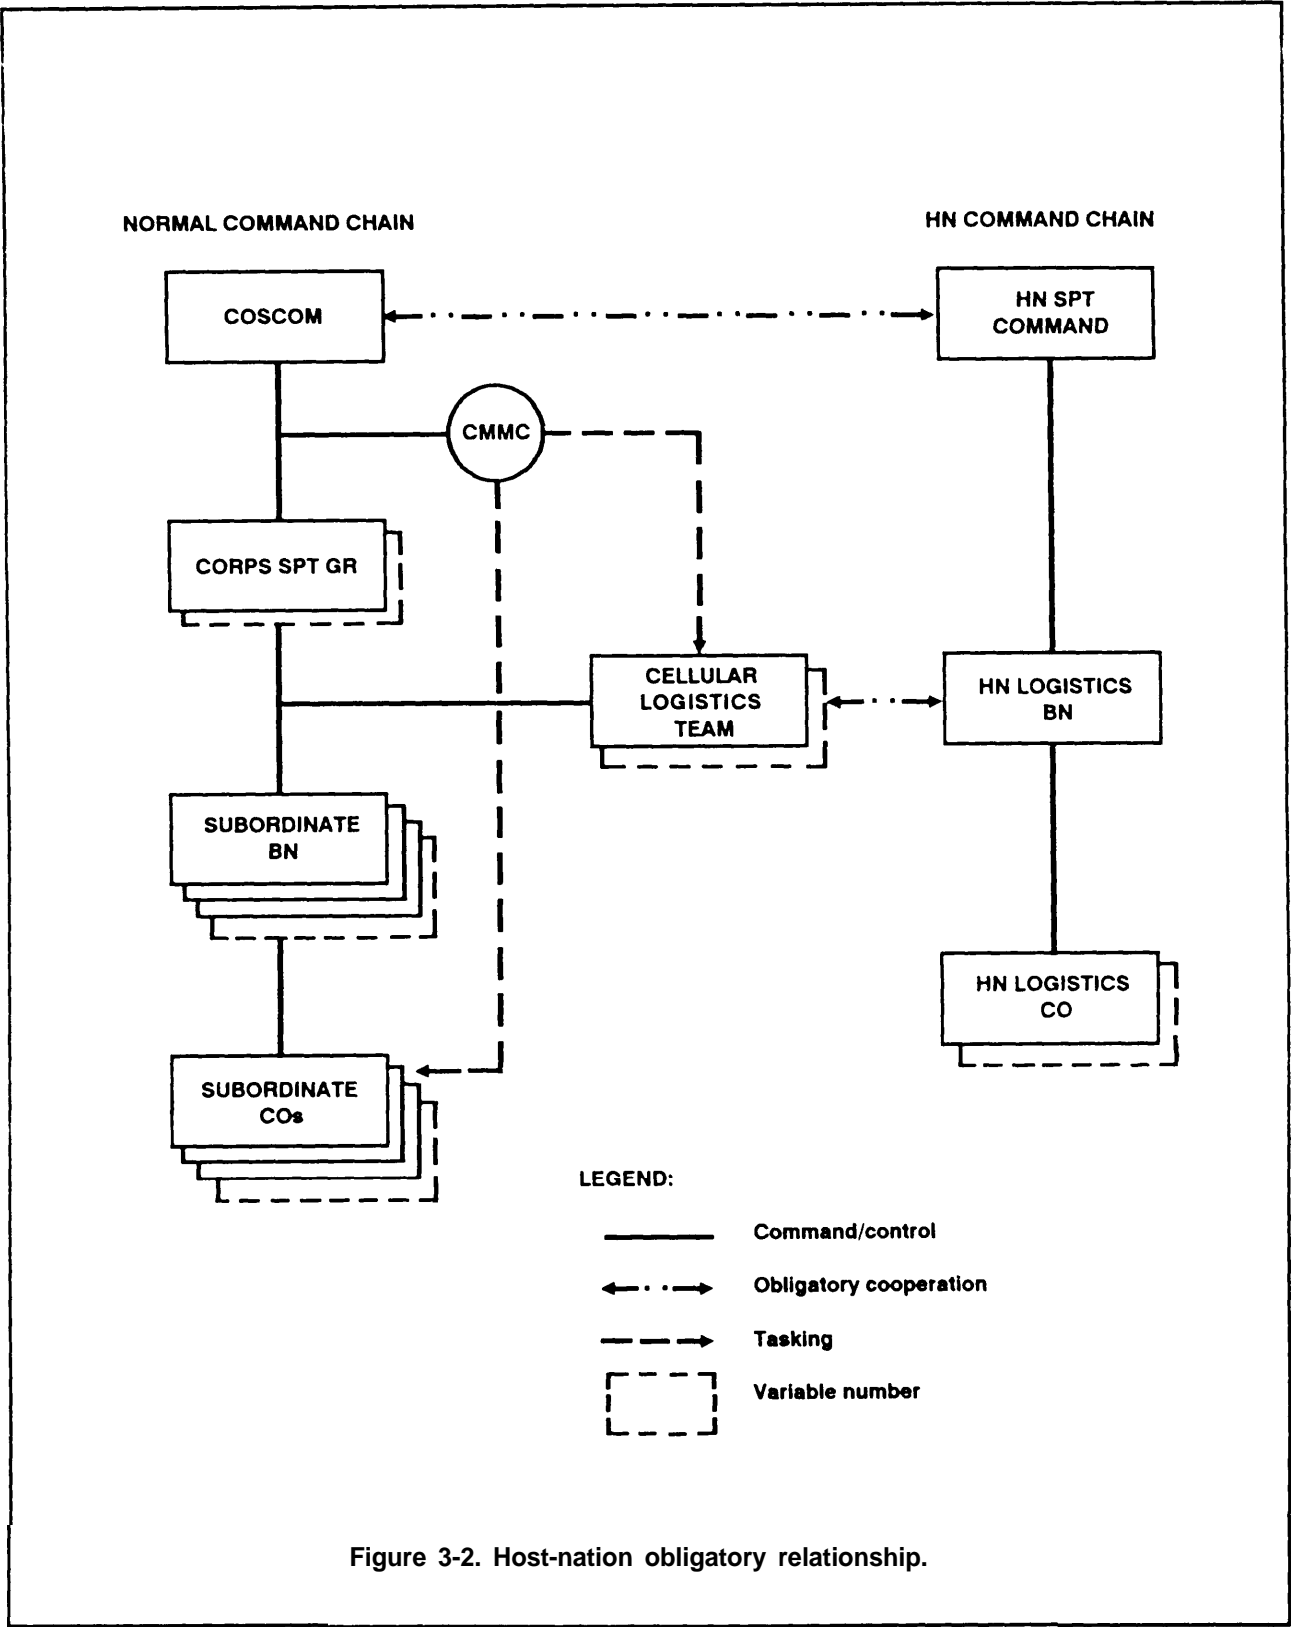 NORMAL COMMAND CHAIN
HN COMMAND CHAIN
COSCOM
HN SPT
COMMAND
CMMC
CORPS SPT GR
CELLULAR
LOGISTICS
TEAM
HN LOGISTICS
BN
SUBORDINATE
BN
HN LOGISTICS
CO
SUBORDINATE
COs
LEGEND:
Command/control
Obligatory cooperation
Tasking
Variable number
Figure 3-2. Host-nation obligatory relationship.